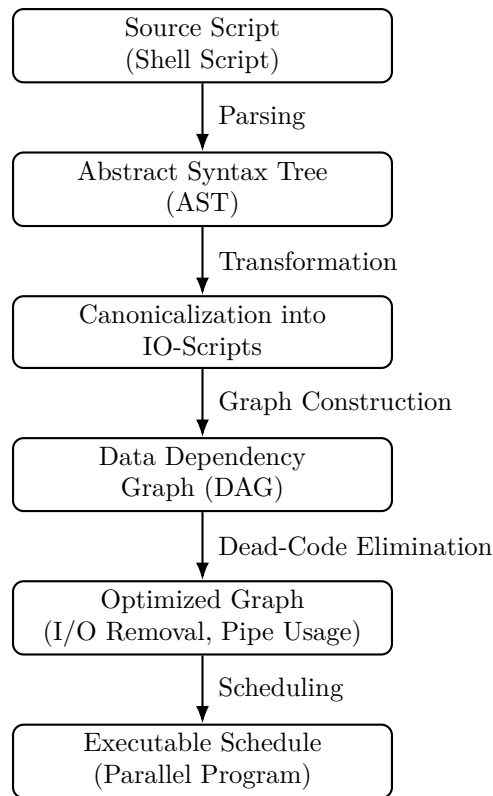 Source Script
(Shell Script)
Parsing
Abstract Syntax Tree
(AST)
Transformation
Canonicalization into
IO-Scripts
Graph Construction
Data Dependency
Graph (DAG)
Dead-Code Elimination
Optimized Graph
(I/O Removal, Pipe Usage)
Scheduling
Executable Schedule
(Parallel Program)